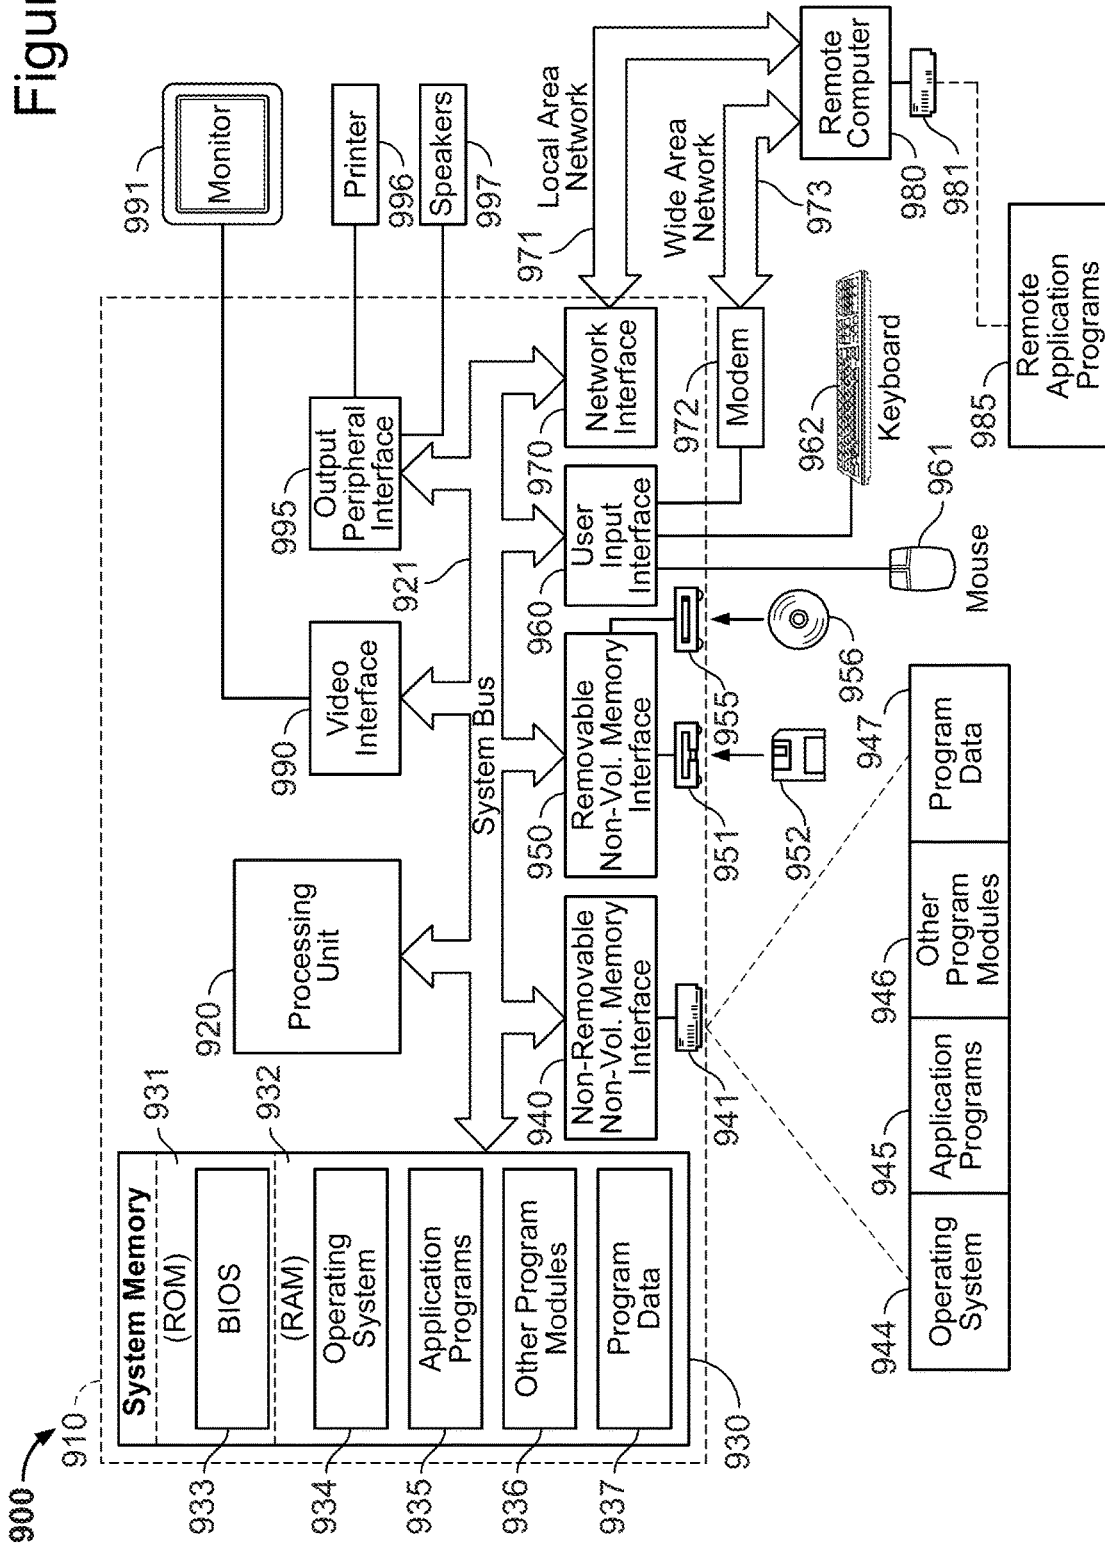 Figur
900
910
System Memory
(ROM)
931
BIOS
933
(RAM)
932
Operating
System
934
Application
Programs
935
Other Program
Modules
936
Program
Data
937
930
920
Processing
Unit
990
Video
Interface
995
Output
Peripheral
Interface
991
Monitor
Printer
996
Speakers
997
System Bus
921
940
Non-Removable
Non-Vol. Memory
Interface
941
950
Removable
Non-Vol. Memory
Interface
951
955
952
956
960
User
Input
Interface
970
Network
Interface
972
Modem
971
Local Area
Network
Wide Area
Network
973
Remote
Computer
980
981
962
Keyboard
961
Mouse
985
Remote
Application
Programs
944
Operating
System
945
Application
Programs
946
Other
Program
Modules
947
Program
Data